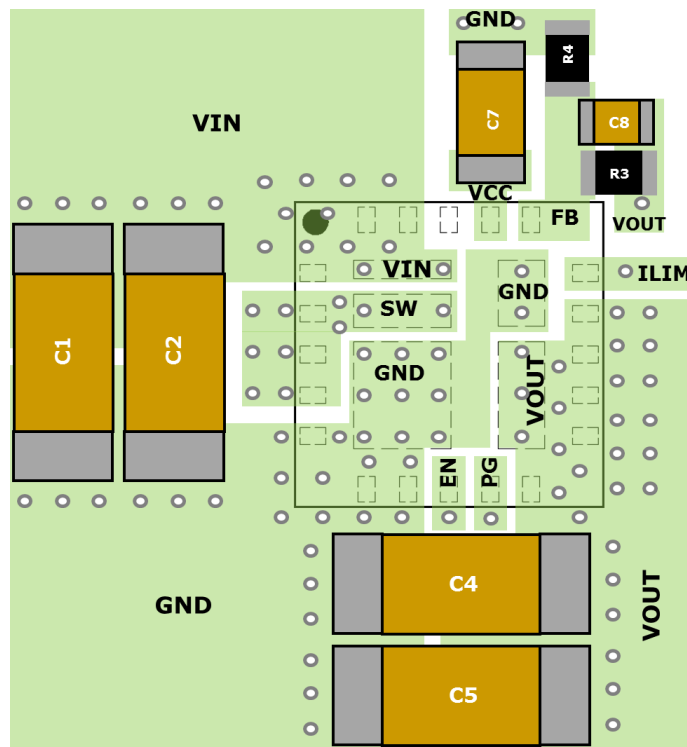 GND
R4
VIN
C7
C8
R3
VCC
FB
VOUT
VIN
ILIM
GND
SW
C1
C2
GND
VOUT
EN
PG
C4
GND
VOUT
C5